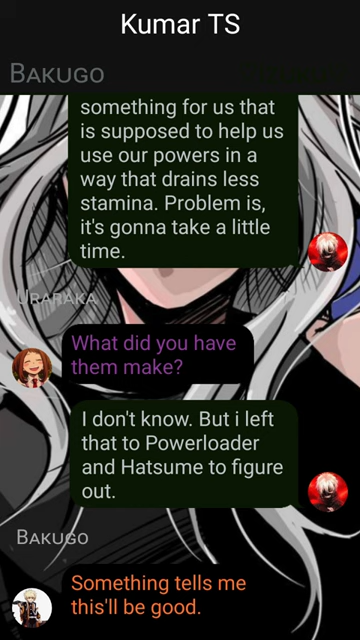 Kumar TS
BAKUGO
something for us that
is supposed to help us
use our powers in a
way that drains less
stamina. Problem is,
it's gonna take a little
time.
URARAKA
What did you have
them make?
I don't know. But i left
that to Powerloader
and Hatsume to figure
out.
BAKUGO
Something tells me
this'll be good.